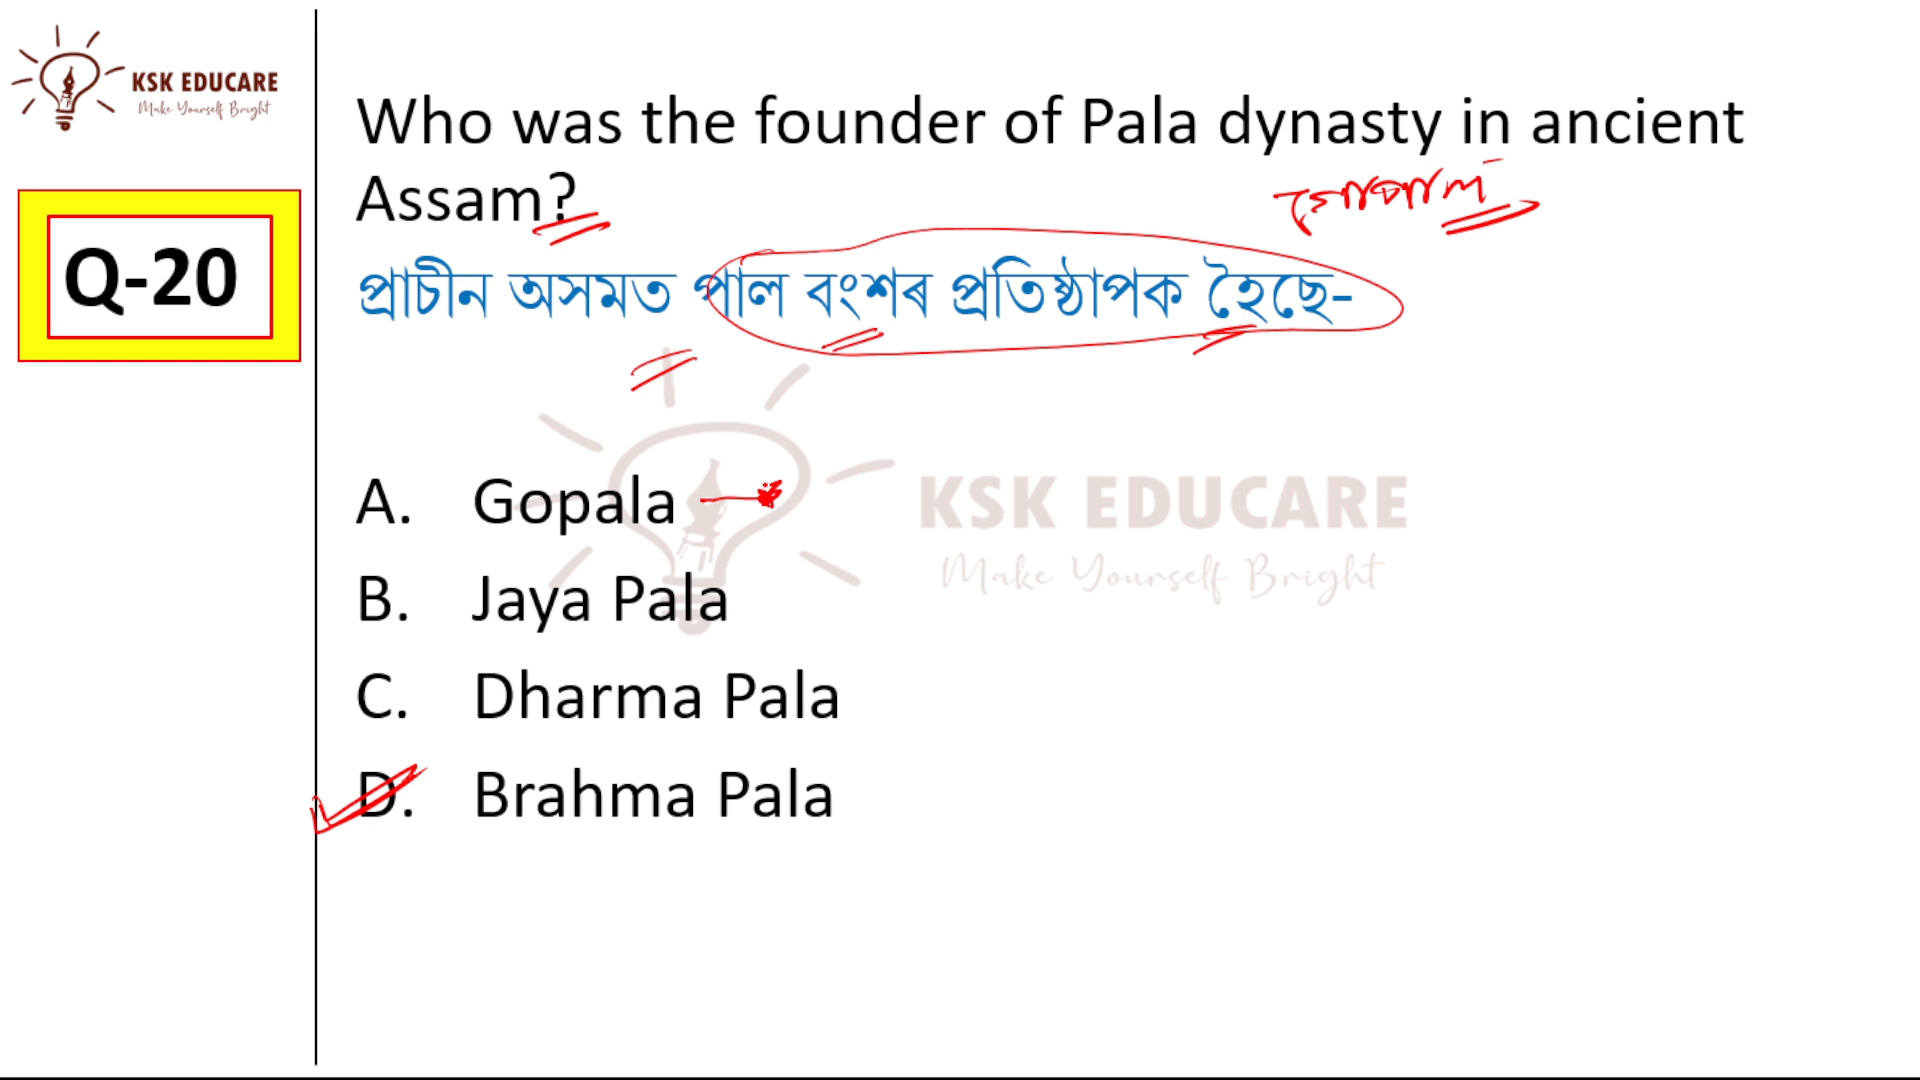 KSK EDUCARE
Make Yourself Bright
Q-20
Who was the founder of Pala dynasty in ancient
Assam?
গোপাল
প্ৰাচীন অসমত পাল বংশৰ প্ৰতিষ্ঠাপক হৈছে-
A. Gopala
B. Jaya Pala
C. Dharma Pala
D. Brahma Pala
KSK EDUCARE
Make Yourself Bright